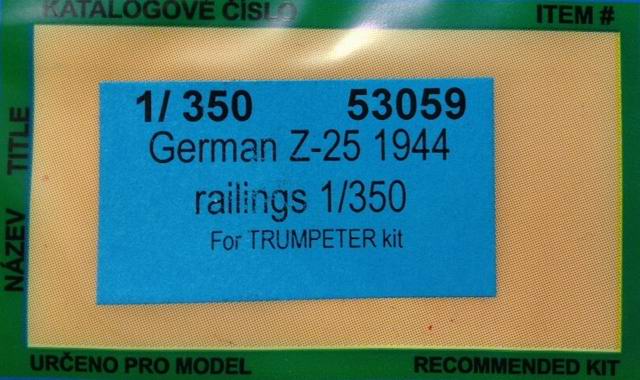 KATALOGOVÉ ČÍSLO ITEM #
NÁZEV TITLE
1/ 350 53059
German Z-25 1944
railings 1/350
For TRUMPETER kit
URČENO PRO MODEL RECOMMENDED KIT